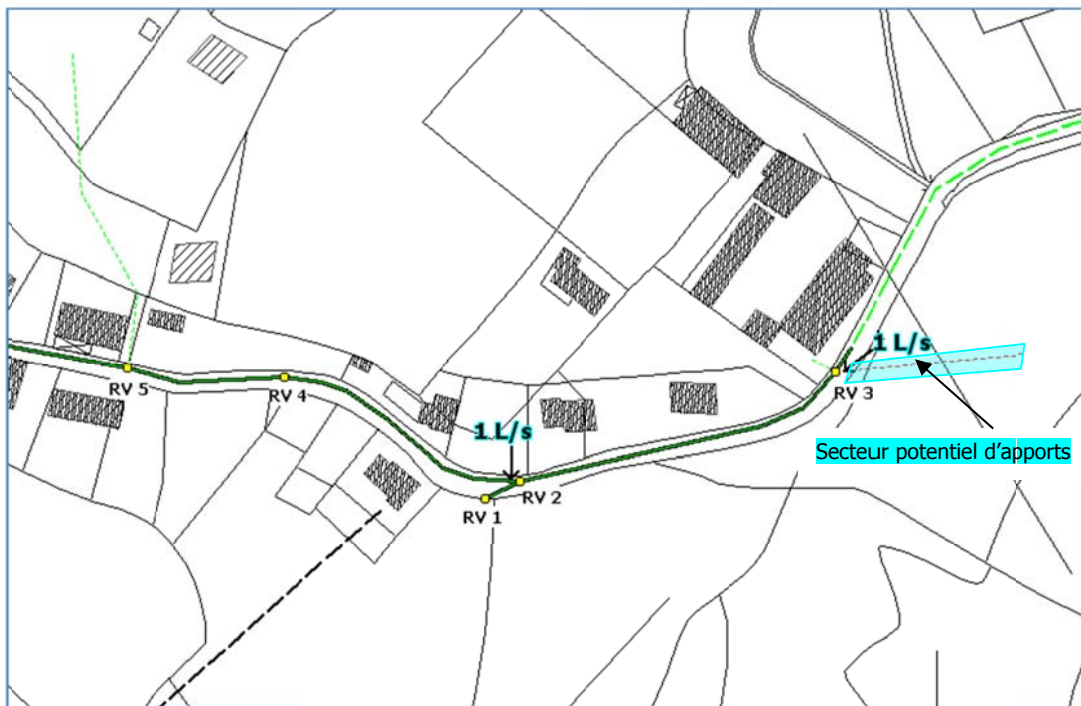 1 L/s
RV 3
RV 5
RV 4
1 L/s
Secteur potentiel d'apports
RV 2
RV 1